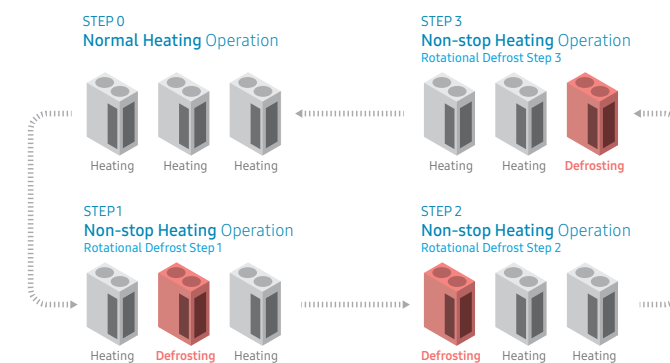 STEP 0
Normal Heating Operation
Heating Heating Heating
STEP 3
Non-stop Heating Operation
Rotational Defrost Step 3
Heating Heating Defrosting
STEP 1
Non-stop Heating Operation
Rotational Defrost Step 1
Heating Defrosting Heating
STEP 2
Non-stop Heating Operation
Rotational Defrost Step 2
Defrosting Heating Heating